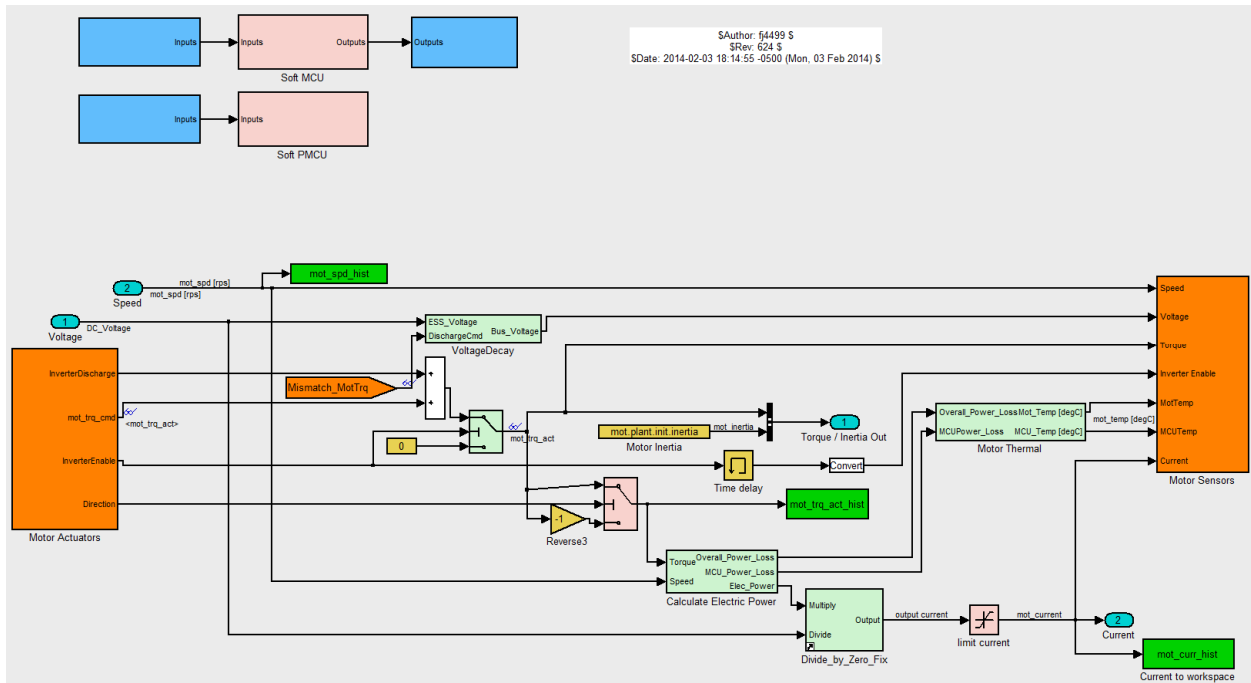 Inputs
Inputs
Outputs
Outputs
Soft MCU
$Author: fj4499 $
$Rev: 624 $
$Date: 2014-02-03 18:14:55 -0500 (Mon, 03 Feb 2014) $
Inputs
Inputs
Soft PMCU
mot_spd_hist
2
mot_spd [rps]
mot_spd [rps]
Speed
1
DC_Voltage
Voltage
ESS_Voltage
DischargeCmd
Bus_Voltage
VoltageDecay
InverterDischarge
mot_trq_cmd
<mot_trq_act>
InverterEnable
Direction
Motor Actuators
Mismatch_MotTrq
+
+
0
mot_trq_act
mot.plant.init.inertia
mot_inertia
Motor Inertia
1
Torque / Inertia Out
Time delay
Convert
-1
Reverse3
mot_trq_act_hist
Overall_Power_Loss
Mot_Temp [degC]
MCUPower_Loss
MCU_Temp [degC]
Motor Thermal
mot_temp [degC]
Speed
Voltage
Torque
Inverter Enable
MotTemp
MCUTemp
Current
Motor Sensors
Torque
Overall_Power_Loss
MCU_Power_Loss
Speed
Elec_Power
Calculate Electric Power
Multiply
Output
Divide
Divide_by_Zero_Fix
output current
limit current
mot_current
2
Current
mot_curr_hist
Current to workspace